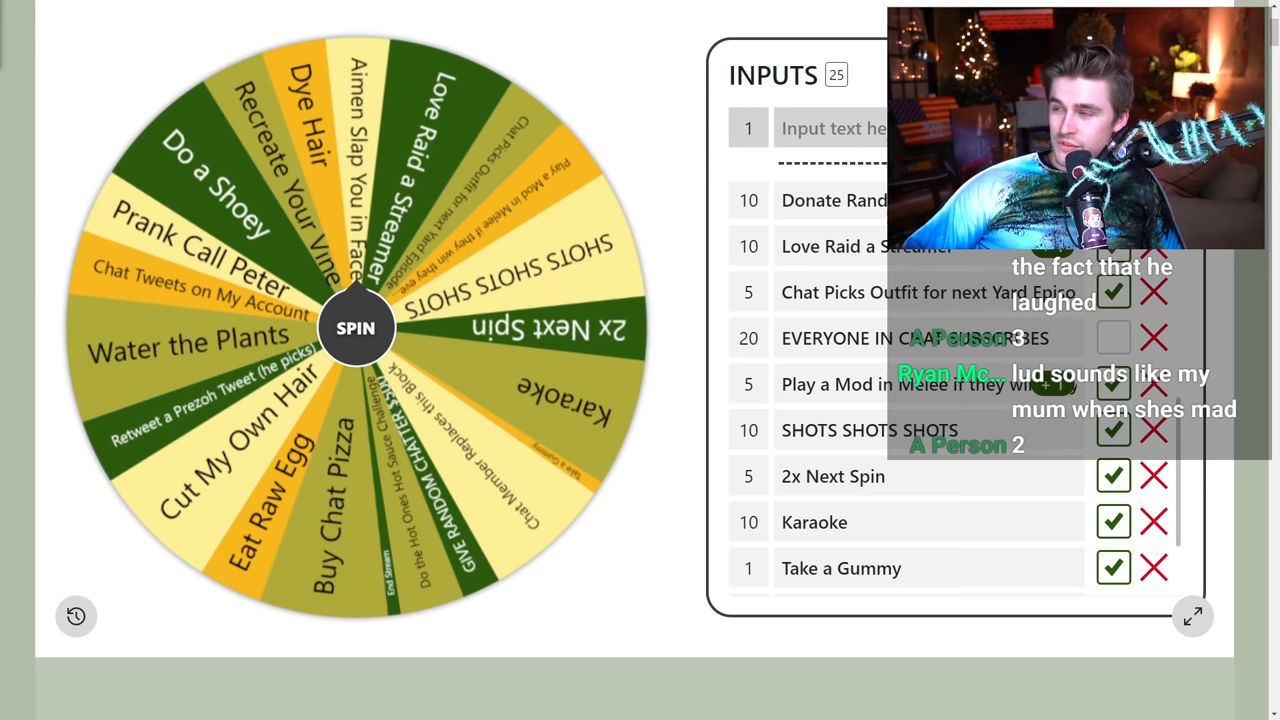 Aimen Slap You in Face
Love Raid a Streamer
Chat Picks Outfit for next Yard Episode...
Play a Mod in Melee if they win they eve...
SHOTS SHOTS SHOTS
2x Next Spin
Karaoke
Take a Gummy
Chat Member Replaces this Block
GIVE RANDOM CHATTER $500
Do the Hot Ones Hot Sauce Challenge
End Stream
Buy Chat Pizza
Eat Raw Egg
Cut My Own Hair
Retweet a Prezoh Tweet (he picks)
Water the Plants
Chat Tweets on My Account
Prank Call Peter
Do a Shoey
Recreate Your Vine
Dye Hair
SPIN
INPUTS 25
1 Input text he
10 Donate Rand
10 Love Raid a Streamer
5 Chat Picks Outfit for next Yard Episo
20 EVERYONE IN CHAT SUBSCRIBES
5 Play a Mod in Melee if they wi + 1
10 SHOTS SHOTS SHOTS
5 2x Next Spin
10 Karaoke
1 Take a Gummy
the fact that he
laughed
A Person 3
Ryan Mc... lud sounds like my
mum when shes mad
A Person 2